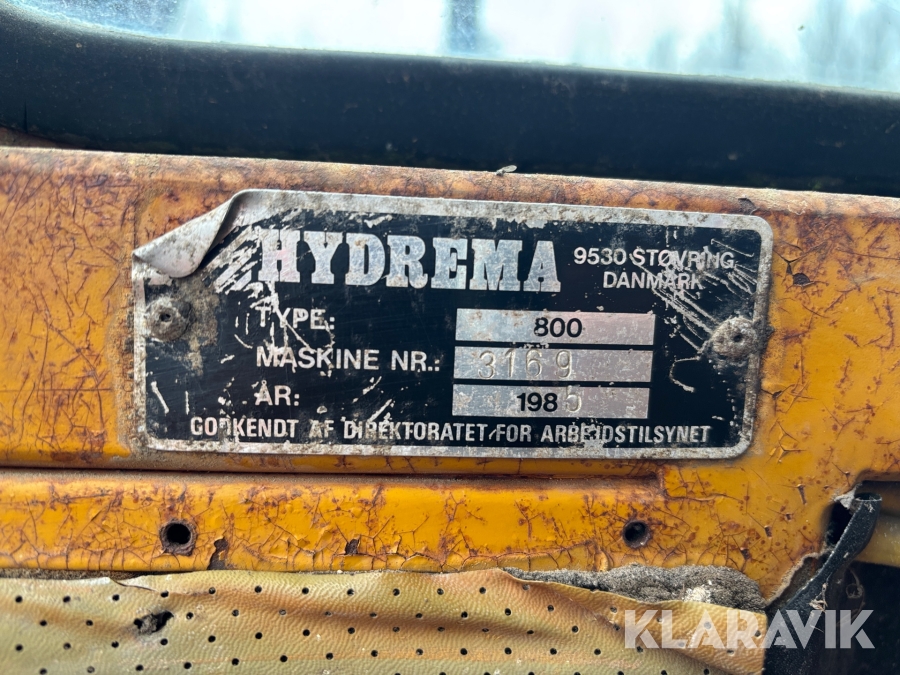 HYDREMA 9530 STØVRING
DANMARK
TYPE: 800
MASKINE NR.: 3169
ÅR: 1985
GODKENDT AF DIREKTORATET FOR ARBEJDSTILSYNET
KLARAVIK